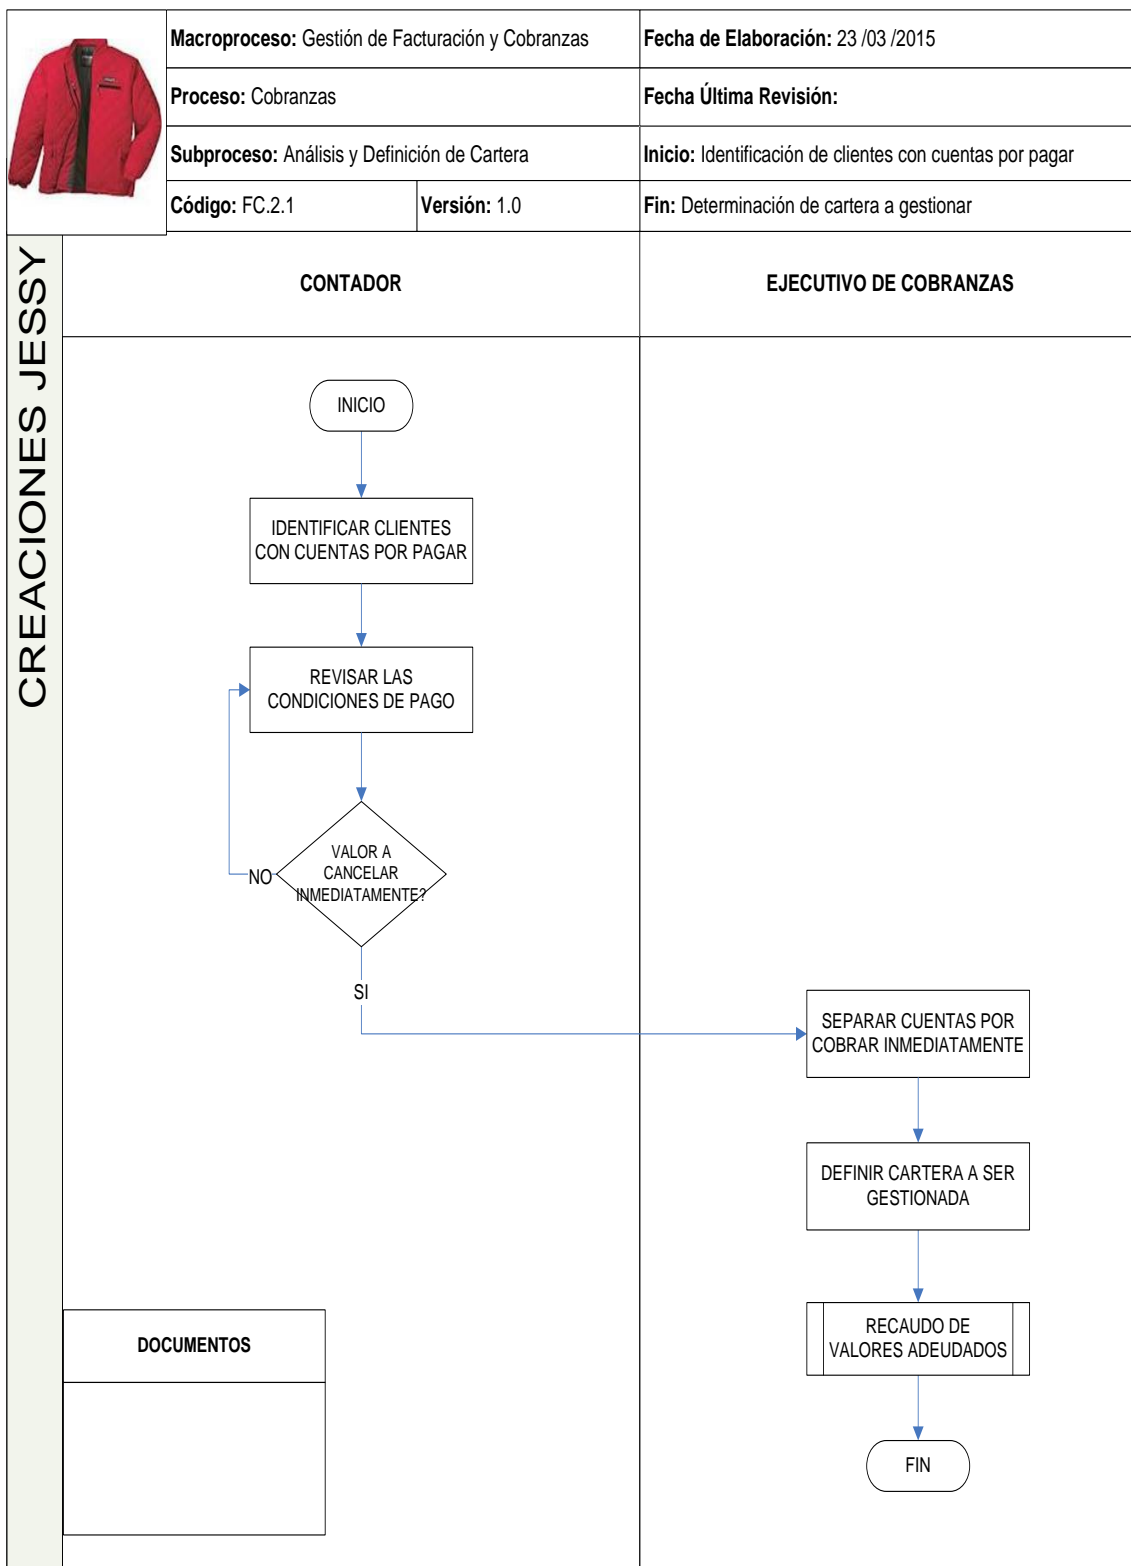 Macroproceso: Gestión de Facturación y Cobranzas
Fecha de Elaboración: 23 /03 /2015
Proceso: Cobranzas
Fecha Última Revisión:
Subproceso: Análisis y Definición de Cartera
Inicio: Identificación de clientes con cuentas por pagar
Código: FC.2.1
Versión: 1.0
Fin: Determinación de cartera a gestionar
CREACIONES JESSY
CONTADOR
EJECUTIVO DE COBRANZAS
INICIO
IDENTIFICAR CLIENTES
CON CUENTAS POR PAGAR
REVISAR LAS
CONDICIONES DE PAGO
VALOR A
CANCELAR
INMEDIATAMENTE?
NO
SI
SEPARAR CUENTAS POR
COBRAR INMEDIATAMENTE
DEFINIR CARTERA A SER
GESTIONADA
RECAUDO DE
VALORES ADEUDADOS
FIN
DOCUMENTOS